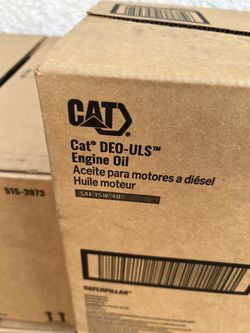 CAT
Cat® DEO-ULS™
Engine Oil
Aceite para motores a diésel
Huile moteur
SAE 15W-40
515-3973
CATERPILLAR®